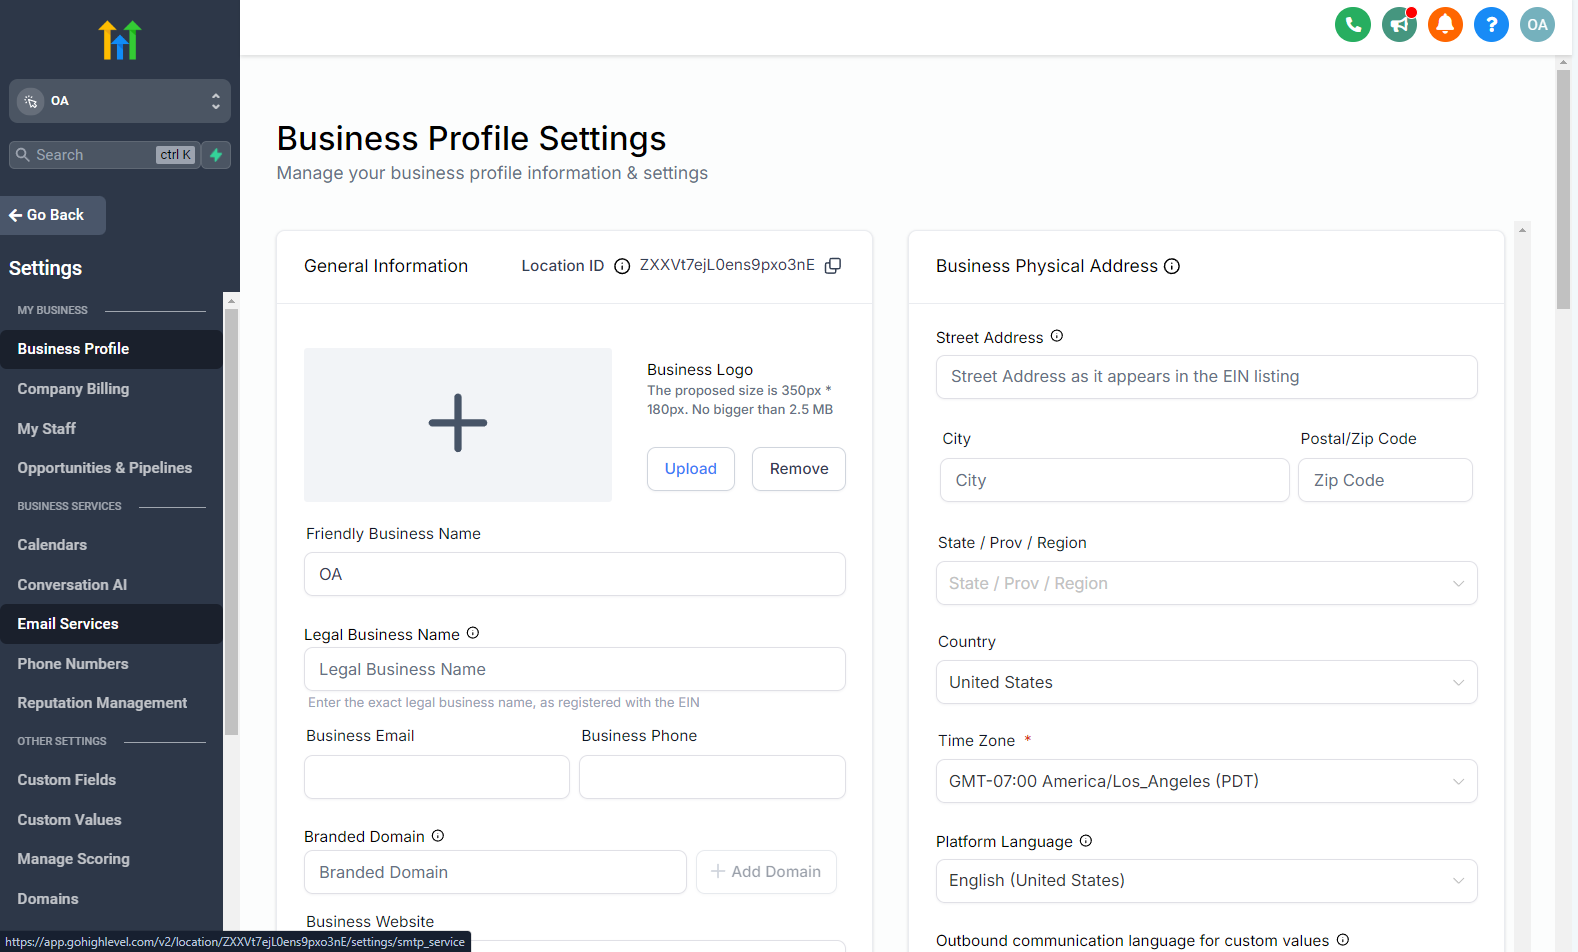 OA
OA
Search
ctrl K
Go Back
Settings
MY BUSINESS
Business Profile
Company Billing
My Staff
Opportunities & Pipelines
BUSINESS SERVICES
Calendars
Conversation AI
Email Services
Phone Numbers
Reputation Management
OTHER SETTINGS
Custom Fields
Custom Values
Manage Scoring
Domains
https://app.gohighlevel.com/v2/location/ZXXVt7ejL0ens9pxo3nE/settings/smtp_service
Business Profile Settings
Manage your business profile information & settings
General Information
Location ID ZXXVt7ejL0ens9pxo3nE
Business Logo
The proposed size is 350px *
180px. No bigger than 2.5 MB
Upload
Remove
Friendly Business Name
OA
Legal Business Name
Legal Business Name
Enter the exact legal business name, as registered with the EIN
Business Email
Business Phone
Branded Domain
Branded Domain
Add Domain
Business Website
Business Physical Address
Street Address
Street Address as it appears in the EIN listing
City
Postal/Zip Code
City
Zip Code
State / Prov / Region
State / Prov / Region
Country
United States
Time Zone *
GMT-07:00 America/Los_Angeles (PDT)
Platform Language
English (United States)
Outbound communication language for custom values